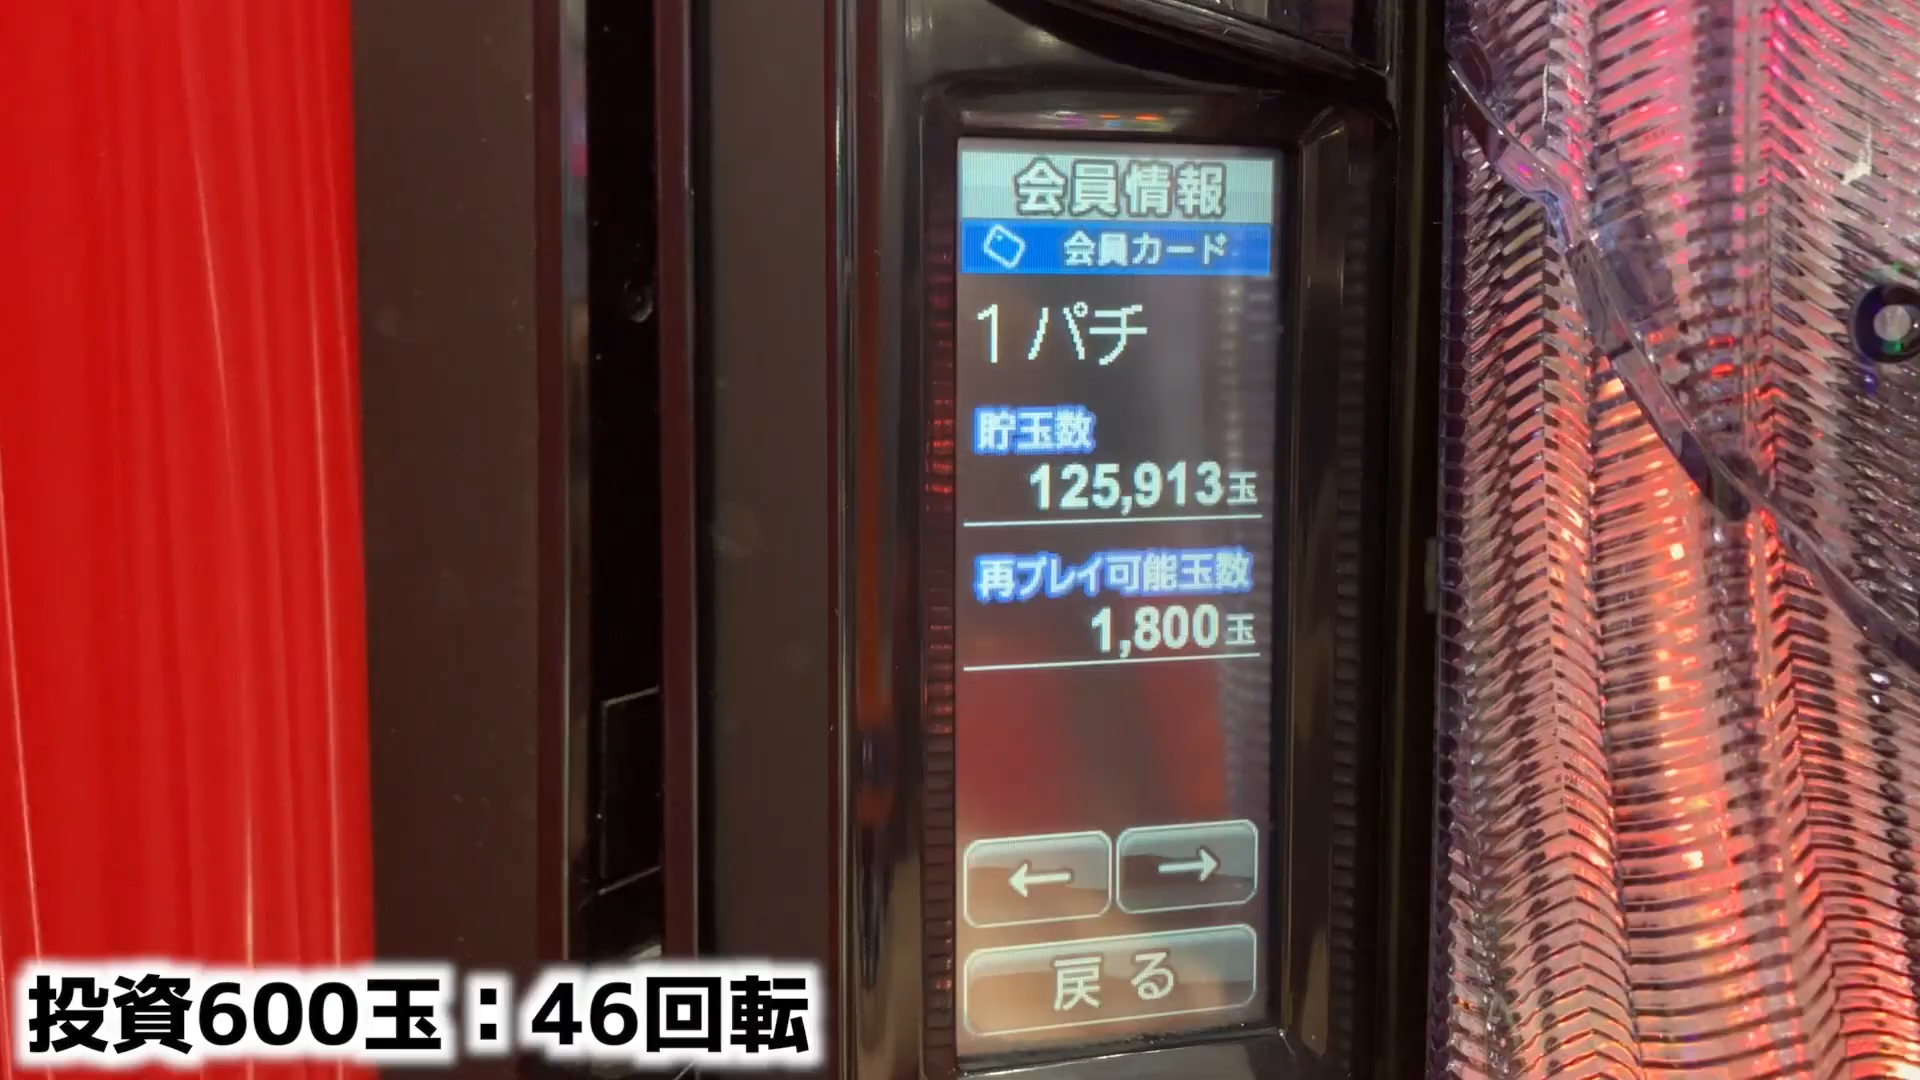 会員情報
会員カード
1パチ
貯玉数
125,913玉
再プレイ可能玉数
1,800玉
← →
戻る
投資600玉：46回転